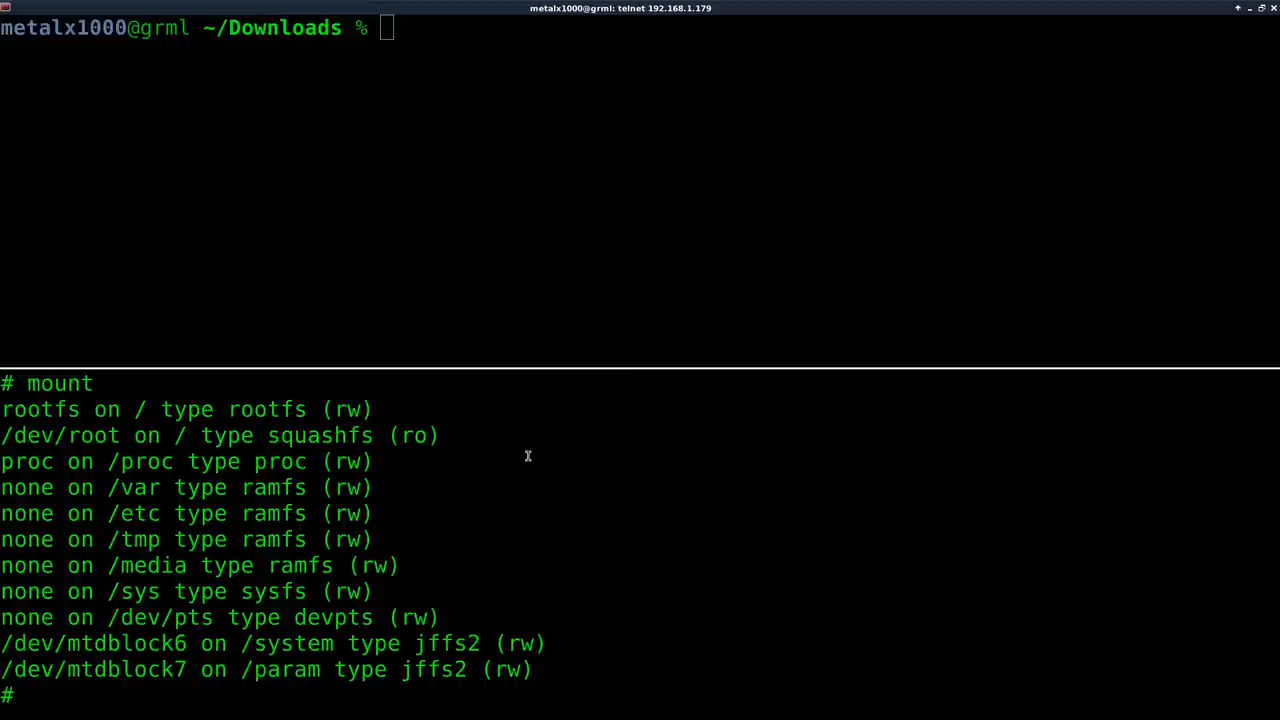 metalx1000@grml: telnet 192.168.1.179
metalx1000@grml ~/Downloads %
# mount
rootfs on / type rootfs (rw)
/dev/root on / type squashfs (ro)
proc on /proc type proc (rw)
none on /var type ramfs (rw)
none on /etc type ramfs (rw)
none on /tmp type ramfs (rw)
none on /media type ramfs (rw)
none on /sys type sysfs (rw)
none on /dev/pts type devpts (rw)
/dev/mtdblock6 on /system type jffs2 (rw)
/dev/mtdblock7 on /param type jffs2 (rw)
#